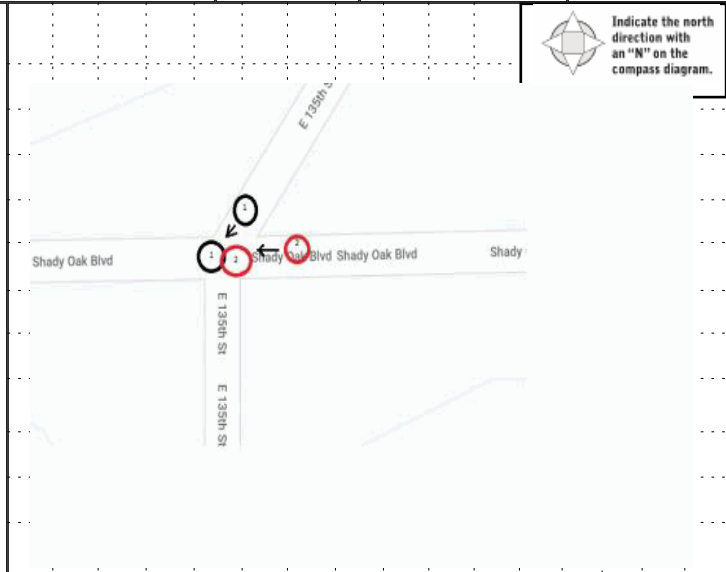 Indicate the north
direction with
an “N” on the
compass diagram.
E 135th S
1
2
1
2
Shady Oak Blvd
Shady Oak Blvd
Shady Oak Blvd
Shady
E 135th St
E 135th St